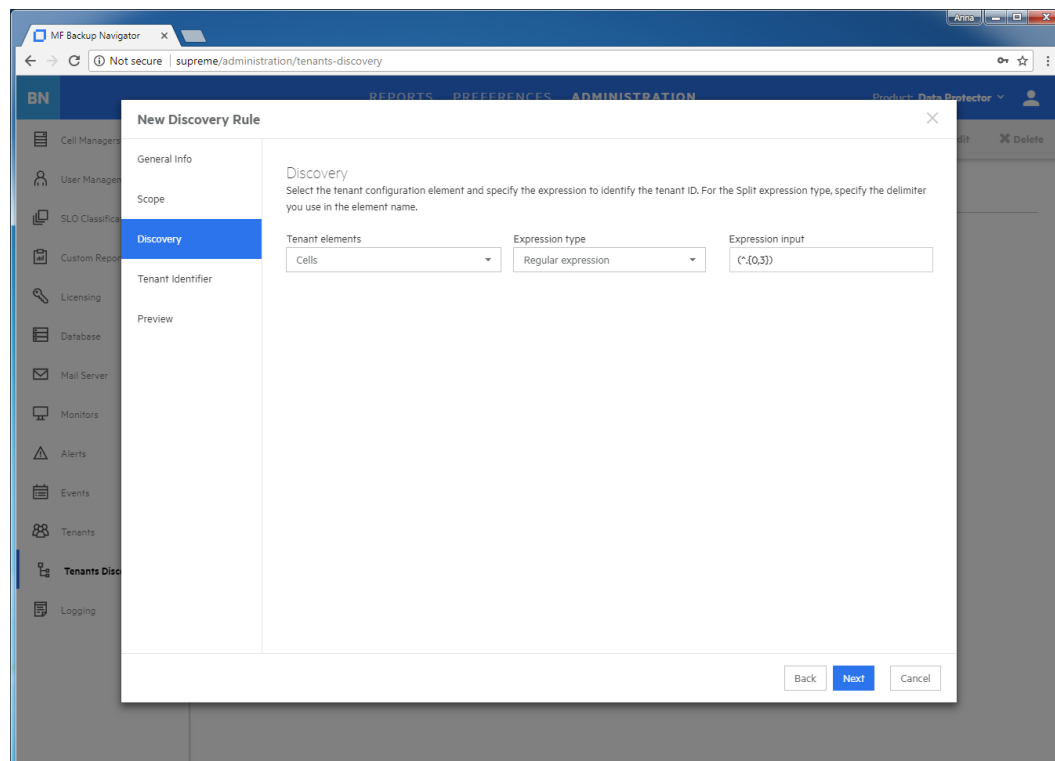 Anna
MF Backup Navigator
Not secure | supreme/administration/tenants-discovery
BN
REPORTS PREFERENCES ADMINISTRATION
Product: Data Protector
New Discovery Rule
Cell Managers
Delete
General Info
User Manage
Scope
SLO Classifica
Discovery
Custom Repo
Tenant Identifier
Licensing
Preview
Database
Mail Server
Monitors
Alerts
Events
Tenants
Tenants Disc
Logging
Discovery
Select the tenant configuration element and specify the expression to identify the tenant ID. For the Split expression type, specify the delimiter
you use in the element name.
Tenant elements
Expression type
Expression input
Cells
Regular expression
(^.{0,3})
Back
Next
Cancel